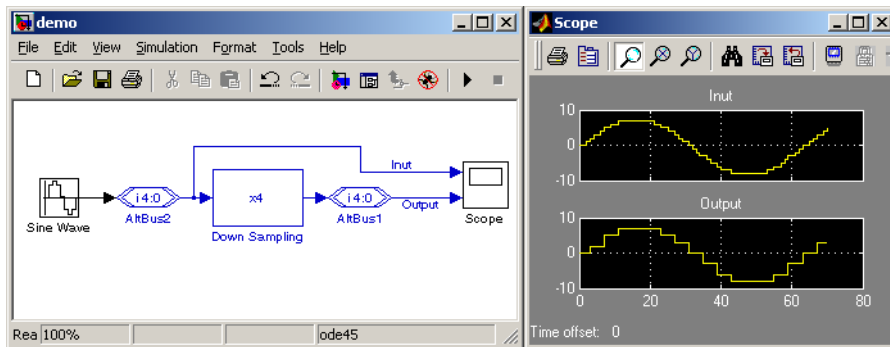 demo
File Edit View Simulation Format Tools Help
Inut
Sine Wave
i 4:0
AltBus2
x4
Down Sampling
i 4:0
AltBus1
Output
Scope
Rea 100%
ode45
Scope
Inut
10
0
-10
Output
10
0
-10
0 20 40 60 80
Time offset: 0